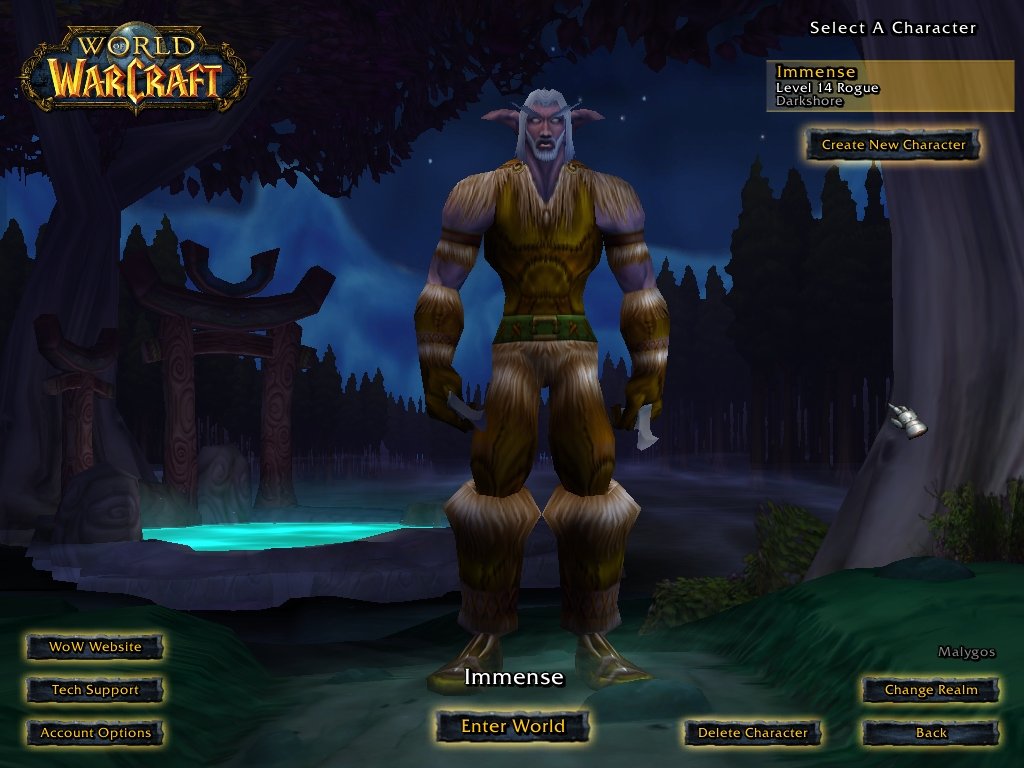 WORLD
OF
WARCRAFT
Select A Character
Immense
Level 14 Rogue
Darkshore
Create New Character
WoW Website
Tech Support
Account Options
Immense
Enter World
Delete Character
Malygos
Change Realm
Back